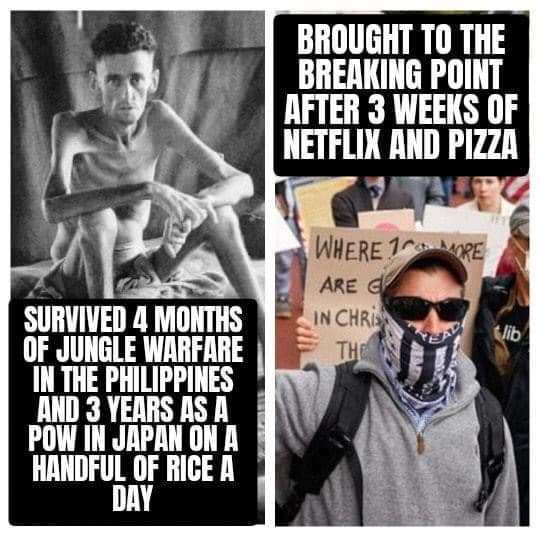 SURVIVED 4 MONTHS
OF JUNGLE WARFARE
IN THE PHILIPPINES
AND 3 YEARS AS A
POW IN JAPAN ON A
HANDFUL OF RICE A
DAY
BROUGHT TO THE
BREAKING POINT
AFTER 3 WEEKS OF
NETFLIX AND PIZZA
WHERE MORE
ARE
IN